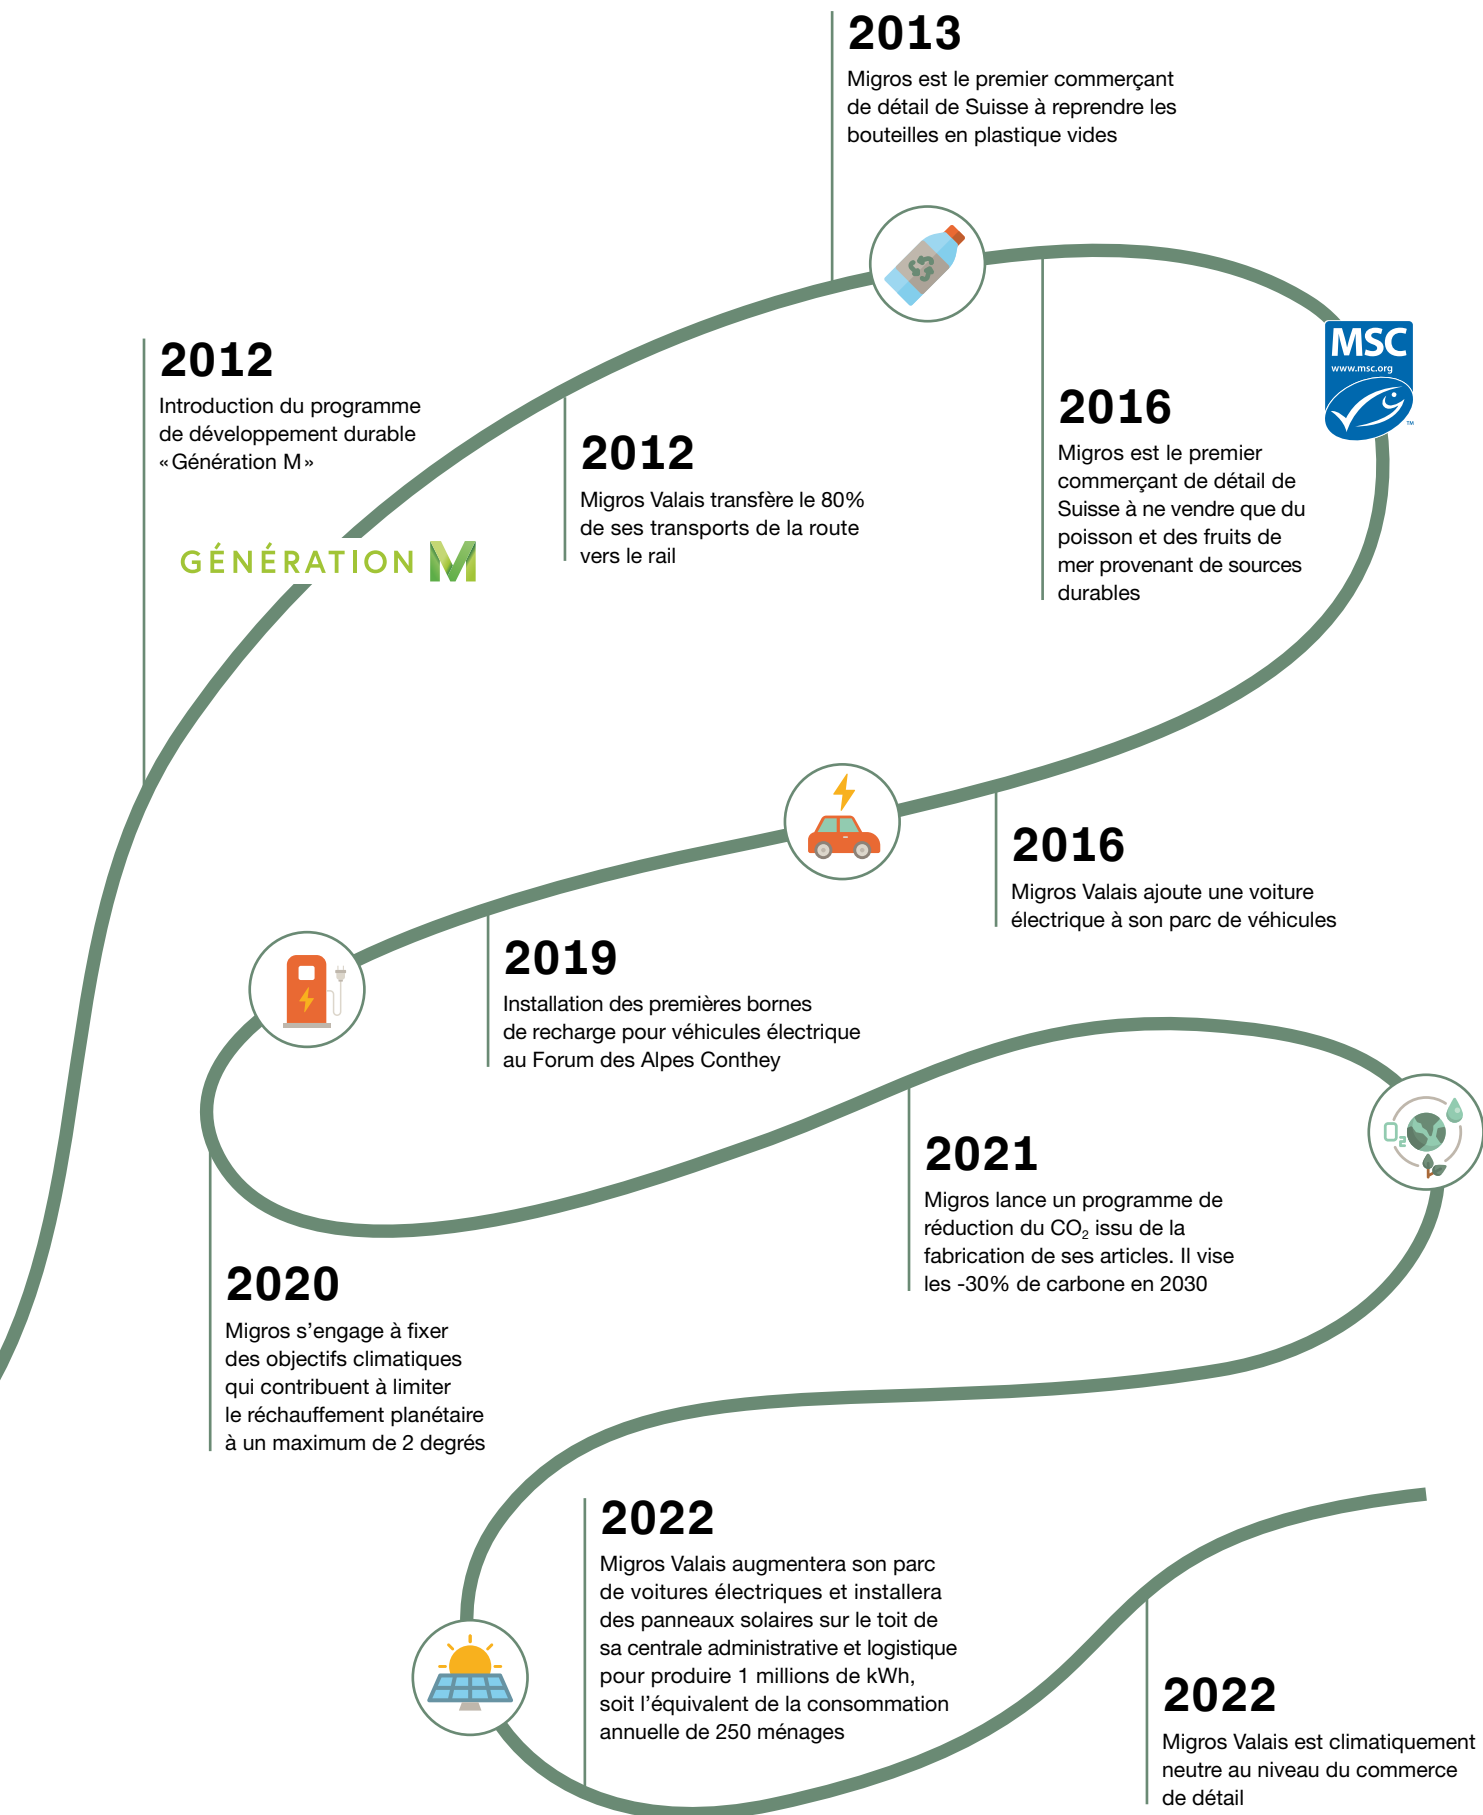 2013
Migros est le premier commerçant
de détail de Suisse à reprendre les
bouteilles en plastique vides
2012
Introduction du programme
de développement durable
«Génération M»
GÉNÉRATION M
2012
Migros Valais transfère le 80%
de ses transports de la route
vers le rail
MSC
www.msc.org
TM
2016
Migros est le premier
commerçant de détail de
Suisse à ne vendre que du
poisson et des fruits de
mer provenant de sources
durables
2016
Migros Valais ajoute une voiture
électrique à son parc de véhicules
2019
Installation des premières bornes
de recharge pour véhicules électrique
au Forum des Alpes Conthey
2020
Migros s’engage à fixer
des objectifs climatiques
qui contribuent à limiter
le réchauffement planétaire
à un maximum de 2 degrés
O₂
2021
Migros lance un programme de
réduction du CO₂ issu de la
fabrication de ses articles. Il vise
les -30% de carbone en 2030
2022
Migros Valais augmentera son parc
de voitures électriques et installera
des panneaux solaires sur le toit de
sa centrale administrative et logistique
pour produire 1 millions de kWh,
soit l’équivalent de la consommation
annuelle de 250 ménages
2022
Migros Valais est climatiquement
neutre au niveau du commerce
de détail